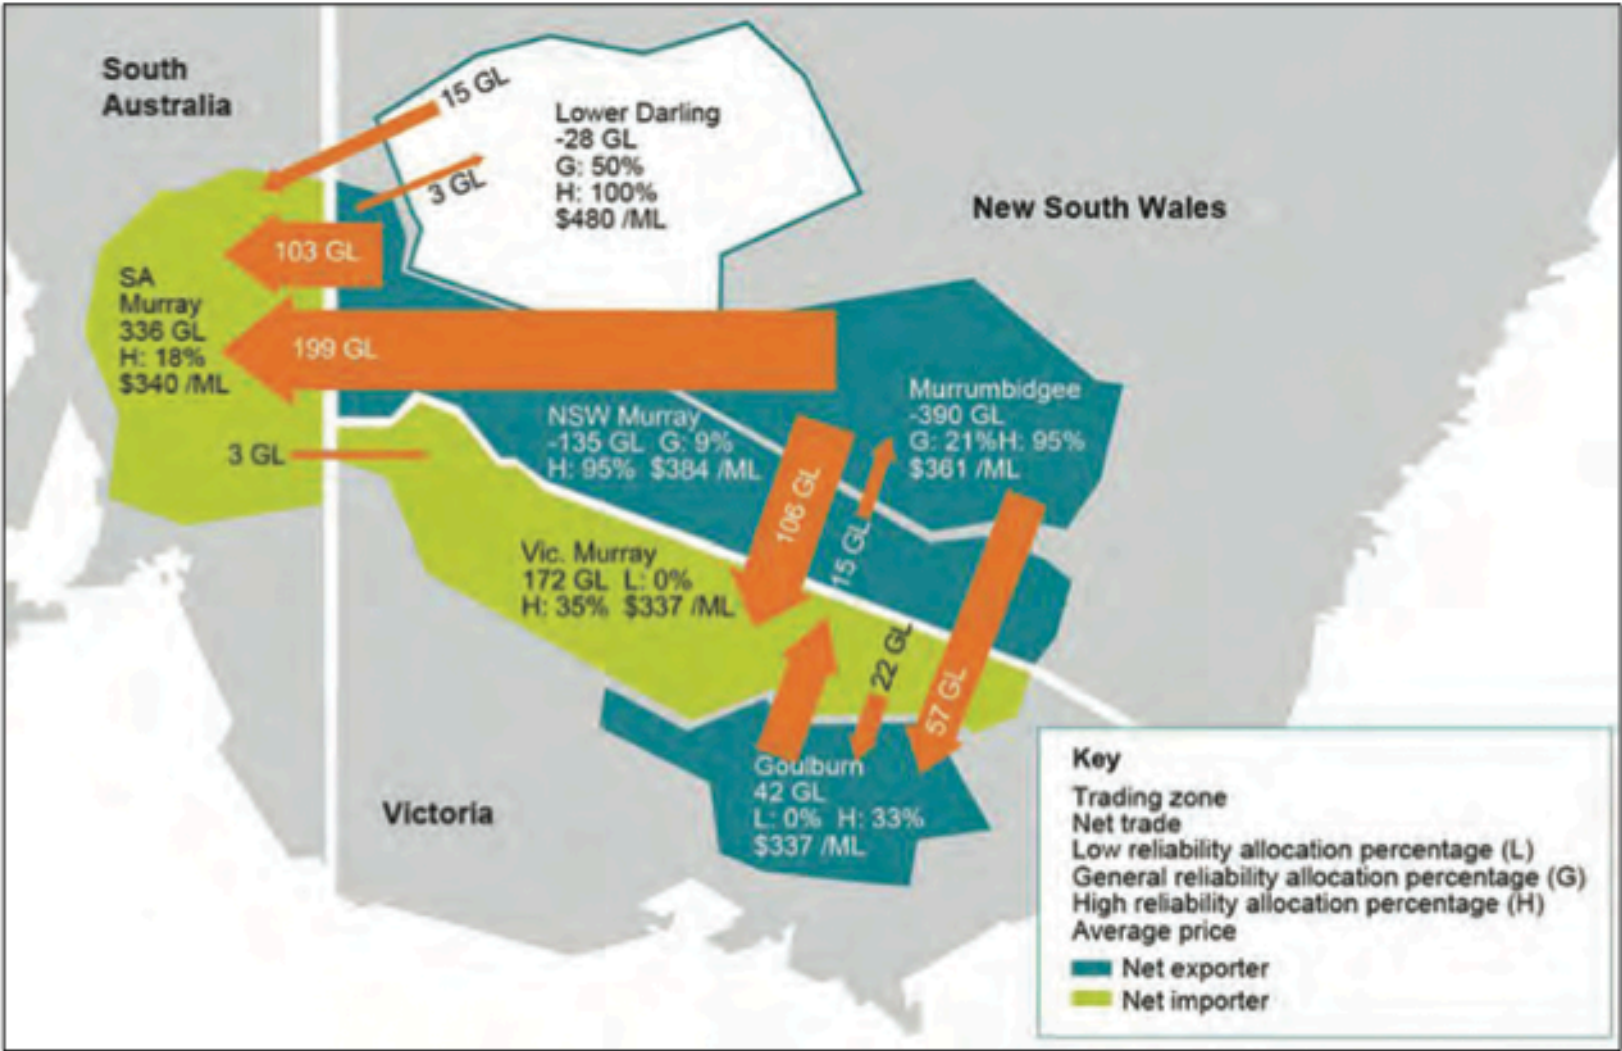 South
Australia
15 GL
3 GL
Lower Darling
-28 GL
G: 50%
H: 100%
$480 /ML
New South Wales
103 GL
SA
Murray
336 GL
H: 18%
$340 /ML
199 GL
3 GL
NSW Murray
-135 GL G: 9%
H: 95% $384 /ML
Murrumbidgee
-390 GL
G: 21%H: 95%
$361 /ML
106 GL
15 GL
Vic. Murray
172 GL L: 0%
H: 35% $337 /ML
22 GL
57 GL
Goulburn
42 GL
L: 0% H: 33%
$337 /ML
Victoria
Key
Trading zone
Net trade
Low reliability allocation percentage (L)
General reliability allocation percentage (G)
High reliability allocation percentage (H)
Average price
Net exporter
Net importer